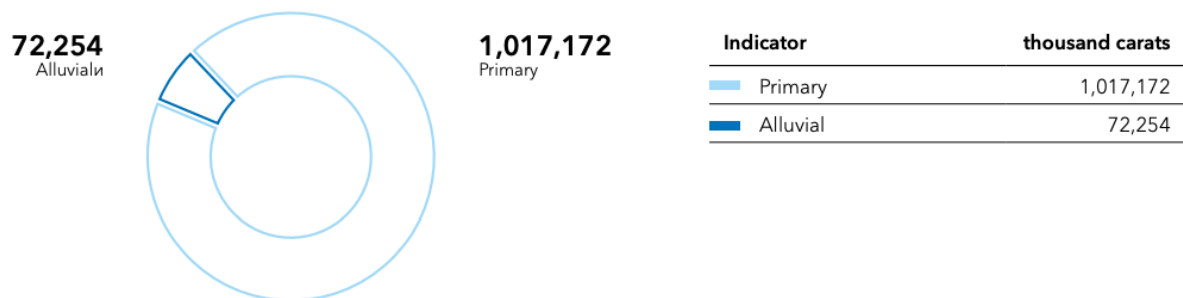 72,254
Alluvialи
1,017,172
Primary
Indicator thousand carats
Primary 1,017,172
Alluvial 72,254